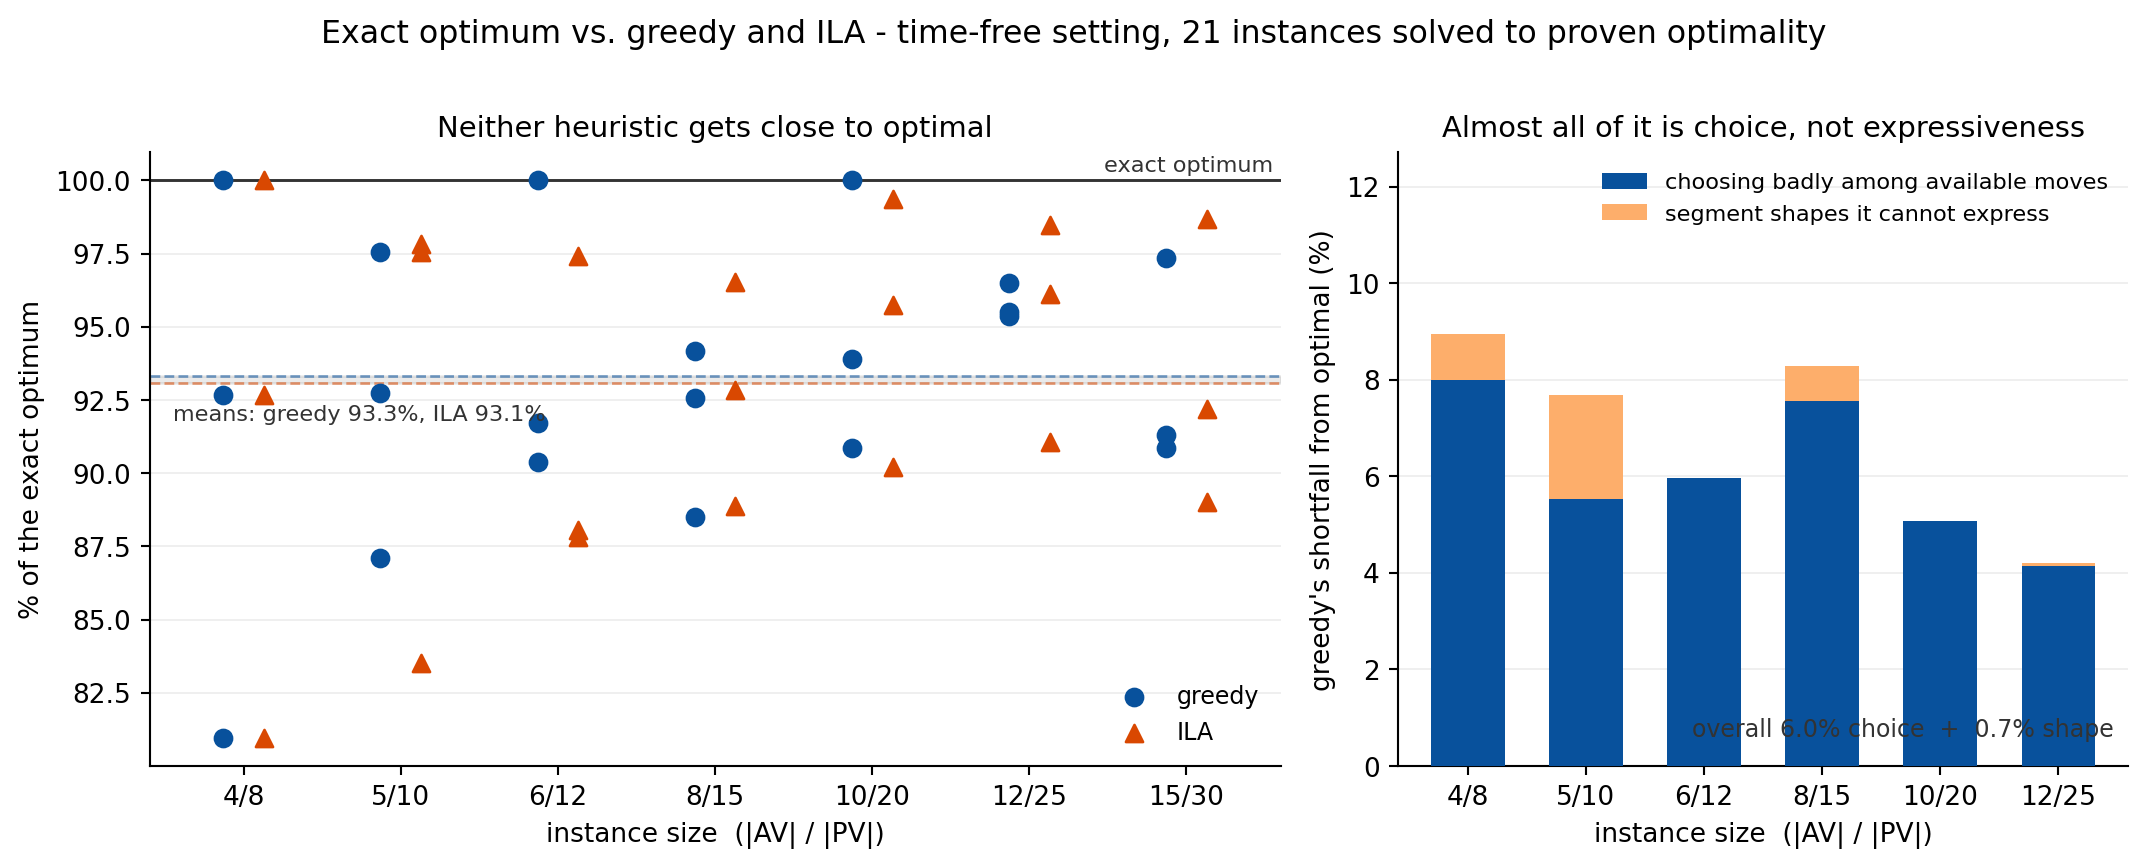 Exact optimum vs. greedy and ILA - time-free setting, 21 instances solved to proven optimality
Neither heuristic gets close to optimal
% of the exact optimum
100.0
97.5
95.0
92.5
90.0
87.5
85.0
82.5
exact optimum
means: greedy 93.3%, ILA 93.1%
greedy
ILA
4/8
5/10
6/12
8/15
10/20
12/25
15/30
instance size (|AV| / |PV|)
Almost all of it is choice, not expressiveness
greedy's shortfall from optimal (%)
12
10
8
6
4
2
0
choosing badly among available moves
segment shapes it cannot express
overall 6.0% choice + 0.7% shape
4/8
5/10
6/12
8/15
10/20
12/25
instance size (|AV| / |PV|)